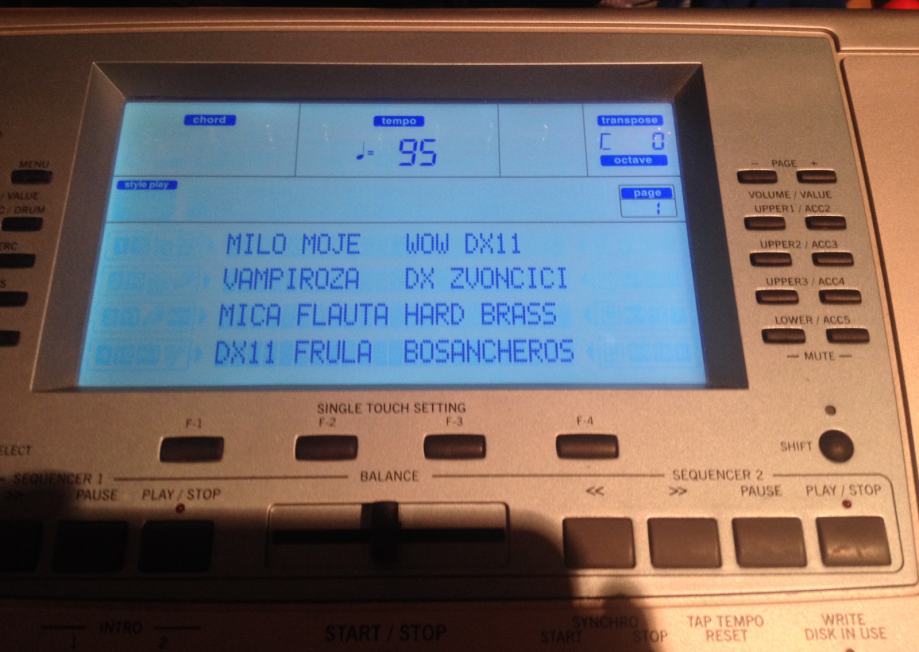 chord tempo transpose
♩= 95 C 0
octave
style play page
1
MILO MOJE WOW DX11
VAMPIROZA DX ZVONCICI
MICA FLAUTA HARD BRASS
DX11 FRULA BOSANCHEROS
MENU
/ VALUE
/ DRUM
ERC
S
- PAGE +
VOLUME / VALUE
UPPER1 / ACC2
UPPER2 / ACC3
UPPER3 / ACC4
LOWER / ACC5
MUTE
SINGLE TOUCH SETTING
F-1 F-2 F-3 F-4
ELECT SHIFT
SEQUENCER 1 BALANCE SEQUENCER 2
>> PAUSE PLAY / STOP << >> PAUSE PLAY / STOP
INTRO
1 2
START / STOP
SYNCHRO
START STOP
TAP TEMPO
RESET
WRITE
DISK IN USE